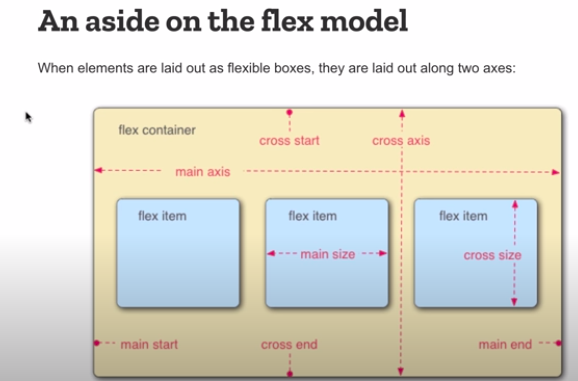 An aside on the flex model
When elements are laid out as flexible boxes, they are laid out along two axes:
flex container
cross start
cross axis
main axis
flex item
flex item
flex item
main size
cross size
main start
cross end
main end